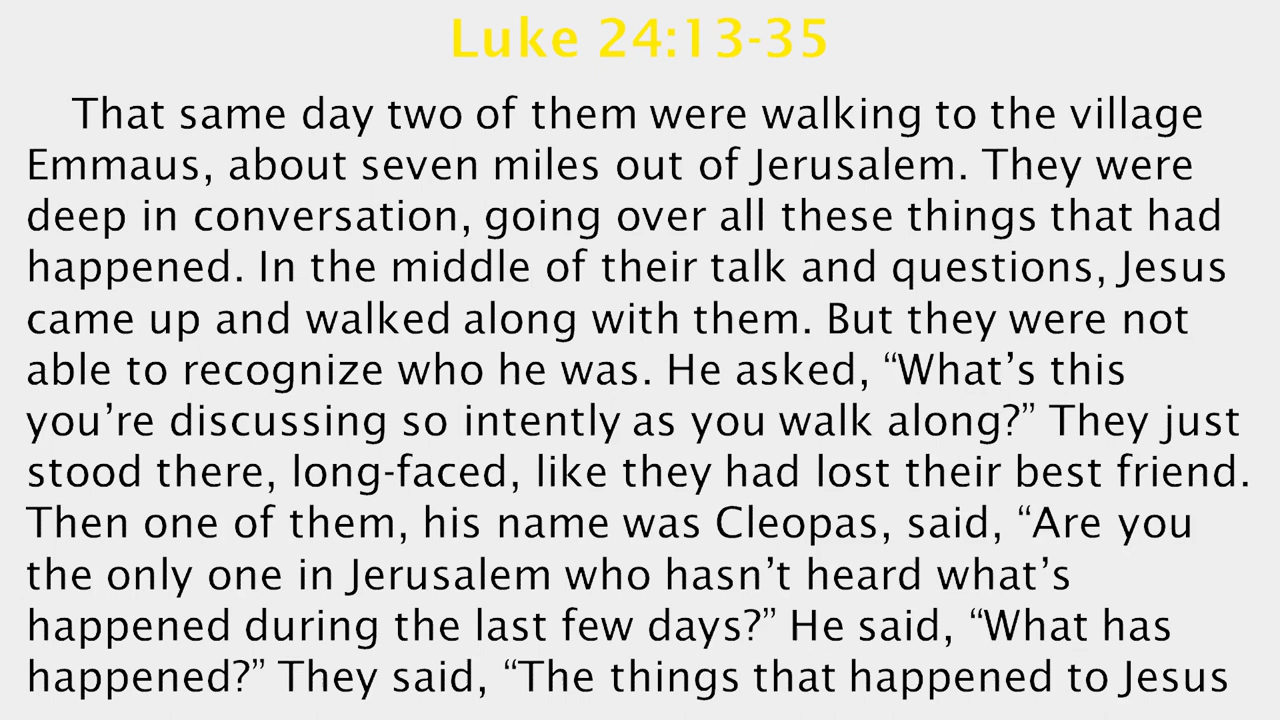 Luke 24:13-35
That same day two of them were walking to the village
Emmaus, about seven miles out of Jerusalem. They were
deep in conversation, going over all these things that had
happened. In the middle of their talk and questions, Jesus
came up and walked along with them. But they were not
able to recognize who he was. He asked, “What’s this
you’re discussing so intently as you walk along?” They just
stood there, long-faced, like they had lost their best friend.
Then one of them, his name was Cleopas, said, “Are you
the only one in Jerusalem who hasn’t heard what’s
happened during the last few days?” He said, “What has
happened?” They said, “The things that happened to Jesus